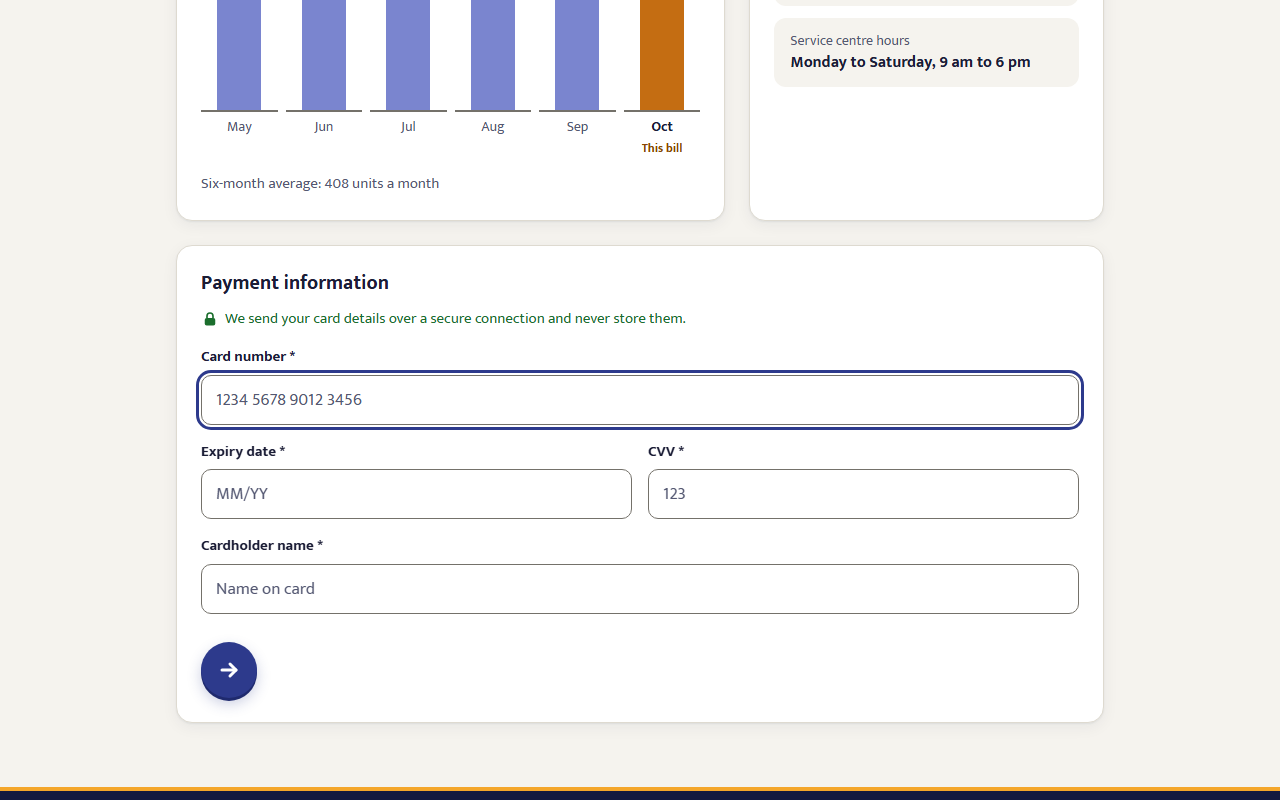 May Jun Jul Aug Sep Oct
This bill
Six-month average: 408 units a month
Service centre hours
Monday to Saturday, 9 am to 6 pm
Payment information
We send your card details over a secure connection and never store them.
Card number *
1234 5678 9012 3456
Expiry date *
MM/YY
CVV *
123
Cardholder name *
Name on card